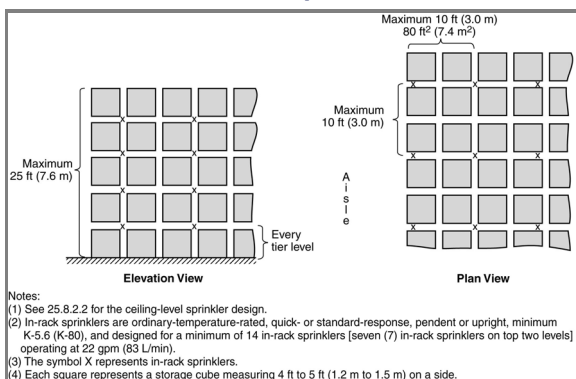 Maximum 10 ft (3.0 m)
80 ft2 (7.4 m2)
Maximum
10 ft (3.0 m)
Maximum
25 ft (7.6 m)
x x
x x
x x
x x
A
i
s
l
e
x x x
x x x
x x x
Every
tier level
Elevation View
Plan View
Notes:
(1) See 25.8.2.2 for the ceiling-level sprinkler design.
(2) In-rack sprinklers are ordinary-temperature-rated, quick- or standard-response, pendent or upright, minimum
K-5.6 (K-80), and designed for a minimum of 14 in-rack sprinklers [seven (7) in-rack sprinklers on top two levels]
operating at 22 gpm (83 L/min).
(3) The symbol X represents in-rack sprinklers.
(4) Each square represents a storage cube measuring 4 ft to 5 ft (1.2 m to 1.5 m) on a side.